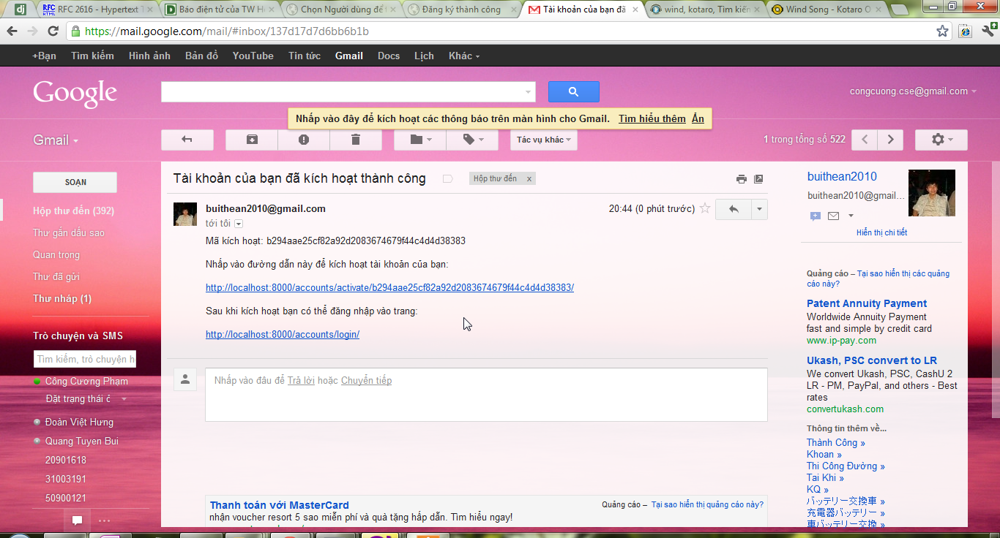 dj
RFC 2616 - Hypertext T
Báo điện tử của TW H
Chọn Người dùng để
Đăng ký thành công
Tài khoản của bạn đã
wind, kotaro, Tìm kiến
Wind Song - Kotaro O
https://mail.google.com/mail/#inbox/137d17d7d6bb6b1b
+Bạn Tìm kiếm Hình ảnh Bản đồ YouTube Tin tức Gmail Docs Lịch Khác
Google
congcuong.cse@gmail.com
Nhấp vào đây để kích hoạt các thông báo trên màn hình cho Gmail. Tìm hiểu thêm Ẩn
Gmail
Tác vụ khác
1 trong tổng số 522
SOẠN
Hộp thư đến (392)
Thư gắn dấu sao
Quan trọng
Thư đã gửi
Thư nháp (1)
Trò chuyện và SMS
Tìm kiếm, trò chuyện h
Công Cương Phạm
Đặt trạng thái ở
Đoàn Việt Hưng
Quang Tuyen Bui
20901618
31003191
50900121
Tài khoản của bạn đã kích hoạt thành công
Hộp thư đến x
buithean2010@gmail.com
20:44 (0 phút trước)
tới tôi
Mã kích hoạt: b294aae25cf82a92d2083674679f44c4d4d38383
Nhấp vào đường dẫn này để kích hoạt tài khoản của bạn:
http://localhost:8000/accounts/activate/b294aae25cf82a92d2083674679f44c4d4d38383/
Sau khi kích hoạt bạn có thể đăng nhập vào trang:
http://localhost:8000/accounts/login/
Nhấp vào đâu để Trả lời hoặc Chuyển tiếp
Thanh toán với MasterCard
Quảng cáo – Tại sao hiển thị quảng cáo này?
nhận voucher resort 5 sao miễn phí và quà tặng hấp dẫn. Tìm hiểu ngay!
buithean2010
buithean2010@gmail...
Hiển thị chi tiết
Quảng cáo – Tại sao hiển thị các quảng
cáo này?
Patent Annuity Payment
Worldwide Annuity Payment
fast and simple by credit card
www.ip-pay.com
Ukash, PSC convert to LR
We convert Ukash, PSC, CashU 2
LR - PM, PayPal, and others - Best
rates
convertukash.com
Thông tin thêm về...
Thành Công »
Khoan »
Thi Công Đường »
Tai Khi »
KQ »
バッテリー交換車 »
充電器バッテリー »
車バッテリー交換 »